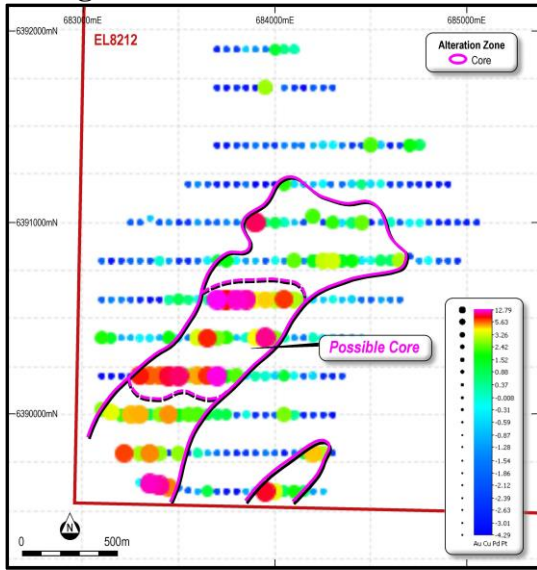 683000mE
684000mE
685000mE
6392000mN
EL8212
Alteration Zone
Core
6391000mN
Possible Core
12.79
5.63
3.26
2.42
1.52
0.88
0.37
-0.008
-0.31
-0.59
-0.87
-1.28
-1.54
-1.86
-2.12
-2.39
-2.63
-3.01
-4.29
Au Cu Pd Pt
6390000mN
N
0
500m